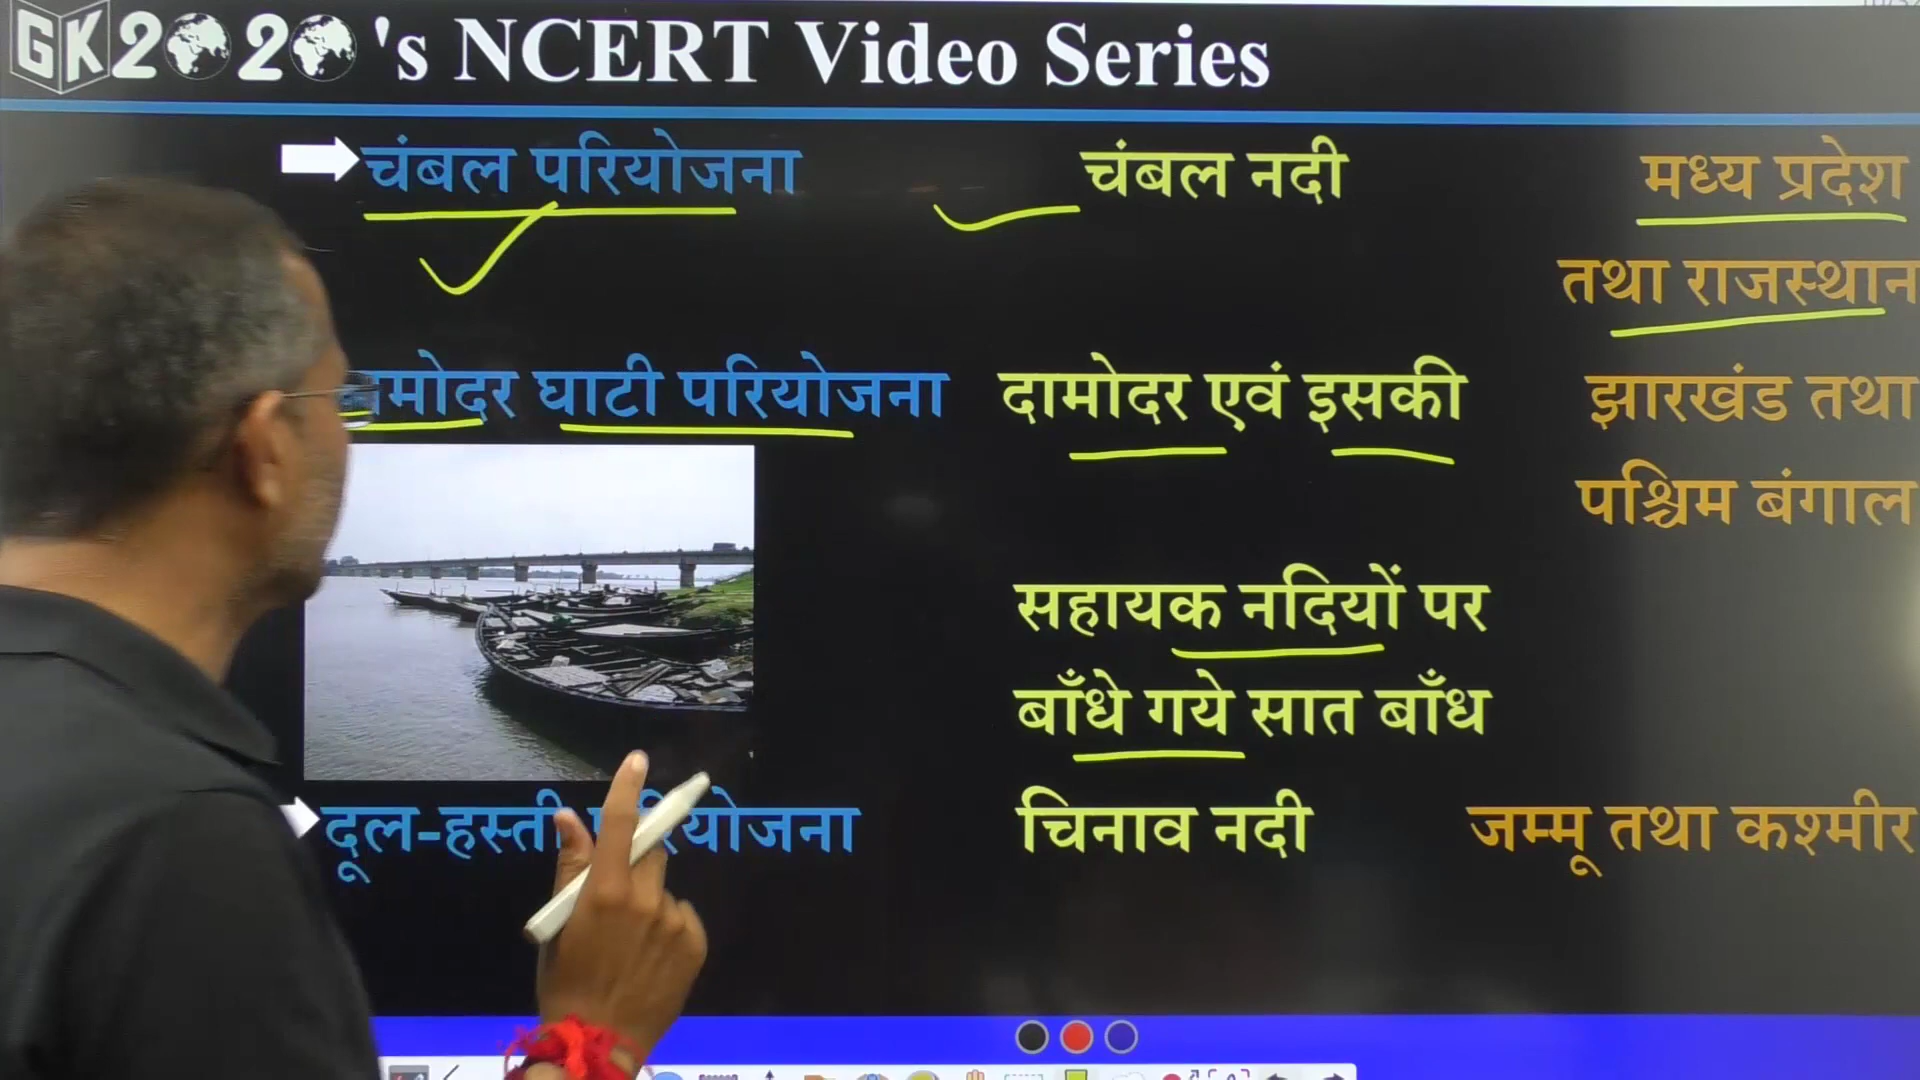 GK2020's NCERT Video Series
चंबल परियोजना चंबल नदी मध्य प्रदेश
तथा राजस्थान
घाटी परियोजना दामोदर एवं इसकी झारखंड तथा
पश्चिम बंगाल
सहायक नदियों पर
बाँधे गये सात बाँध
दूल-हस्ती परियोजना चिनाव नदी जम्मू तथा कश्मीर